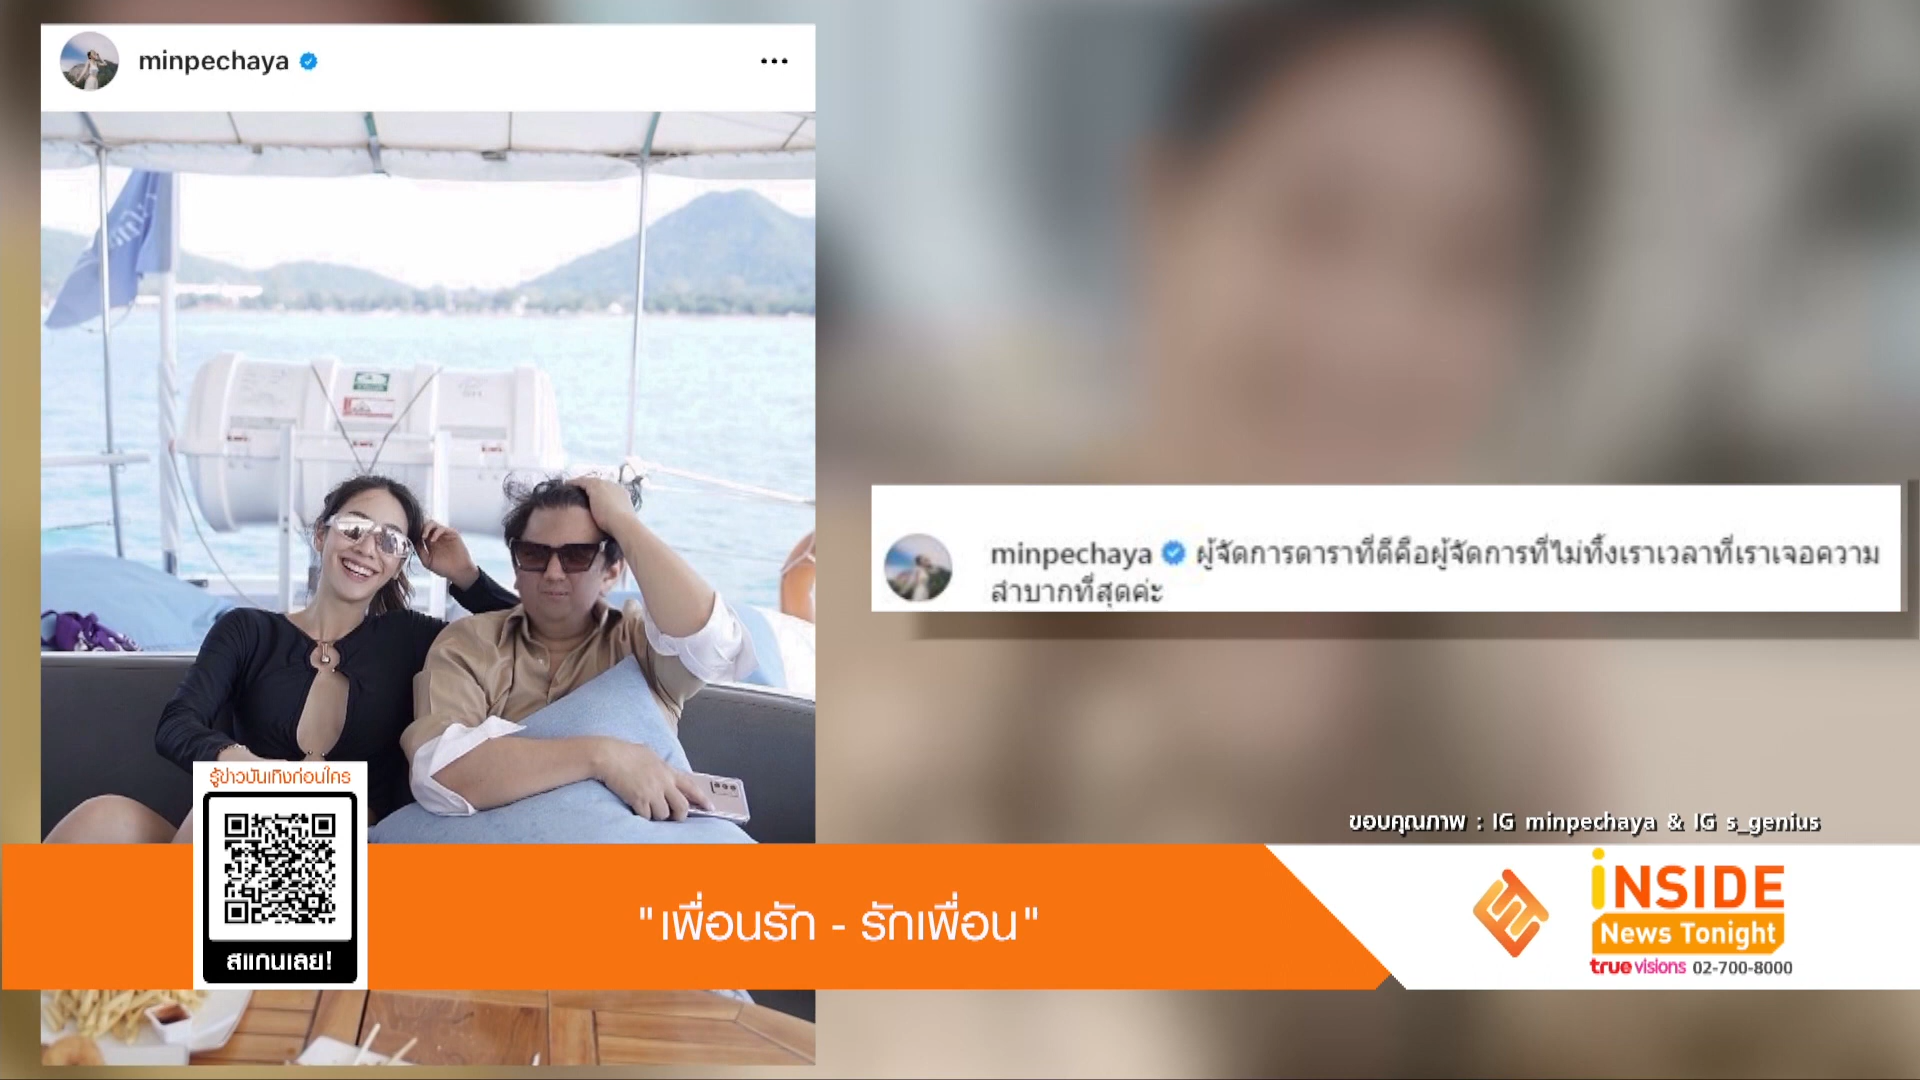 minpechaya
minpechaya ผู้จัดการดาราที่ดีคือผู้จัดการที่ไม่ทิ้งเราเวลาที่เราเจอความ
ลำบากที่สุดค่ะ
รู้ข่าวบันเทิงก่อนใคร
สแกนเลย!
ขอบคุณภาพ : IG minpechaya & IG s_genius
"เพื่อนรัก - รักเพื่อน"
iNSIDE
News Tonight
truevisions 02-700-8000